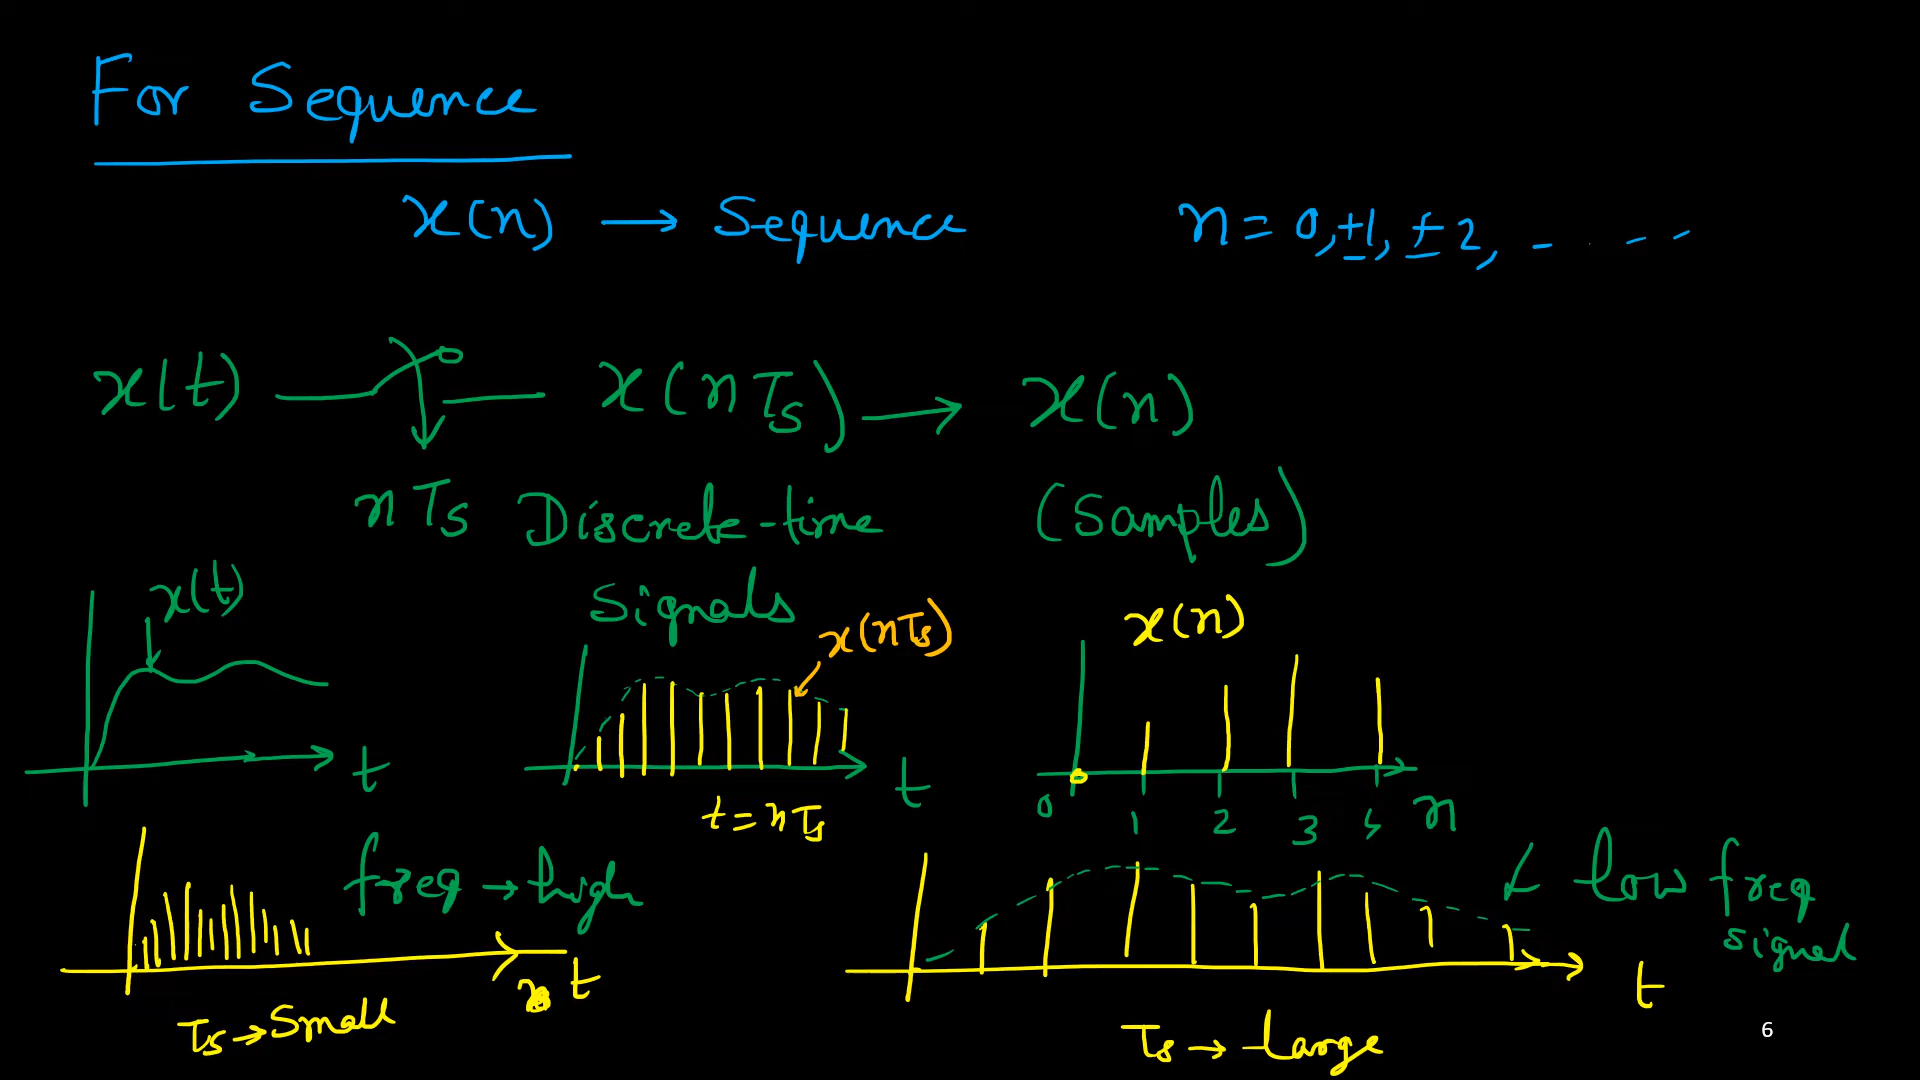 For Sequence
x(n) → Sequence n = 0, ±1, ±2, - - - -
x(t) x(nTs) → x(n)
nTs Discrete-time (Samples)
signals
x(t)
x(nTs)
x(n)
t
t
t = nTs
0 1 2 3 4 n
freq → high
low freq
signal
t
t
Ts → Small
Ts → large
6